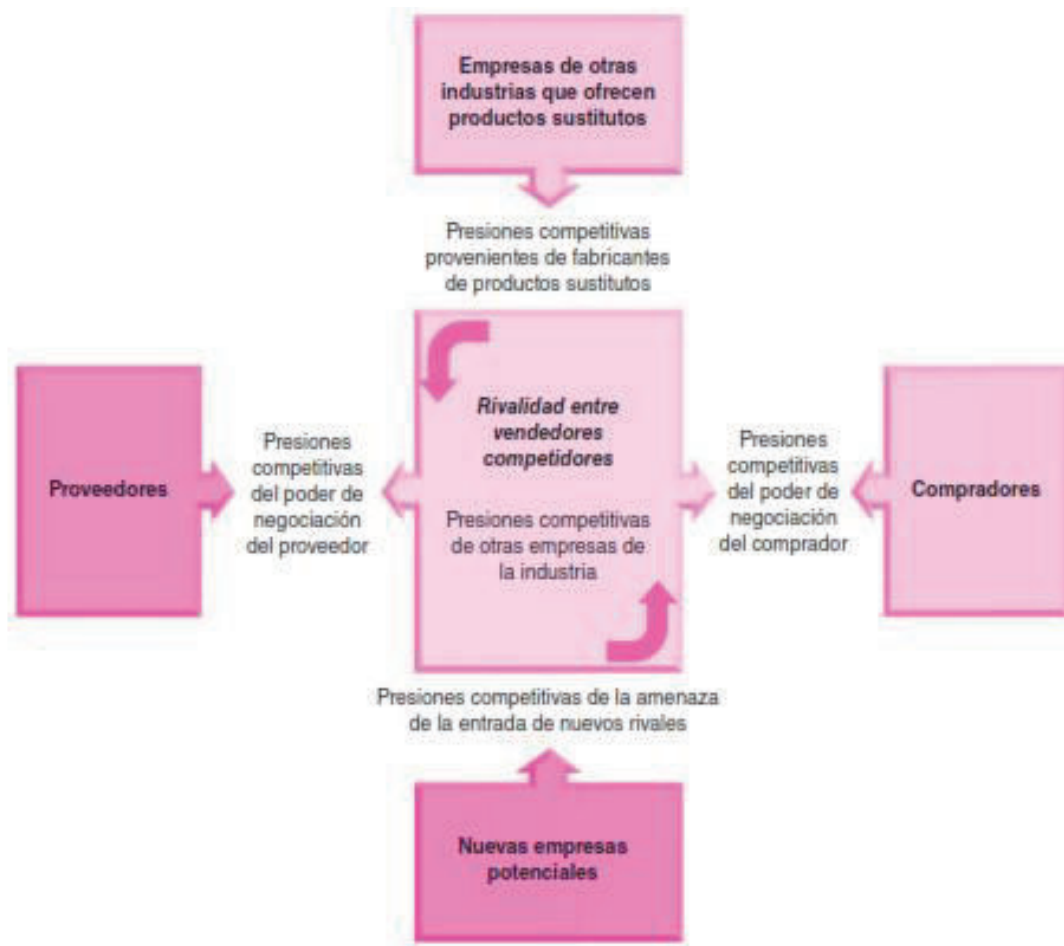 Empresas de otras
industrias que ofrecen
productos sustitutos
Presiones competitivas
provenientes de fabricantes
de productos sustitutos
Proveedores
Presiones
competitivas
del poder de
negociación
del proveedor
Rivalidad entre
vendedores
competidores
Presiones competitivas
de otras empresas de
la industria
Presiones
competitivas
del poder de
negociación
del comprador
Compradores
Presiones competitivas de la amenaza
de la entrada de nuevos rivales
Nuevas empresas
potenciales